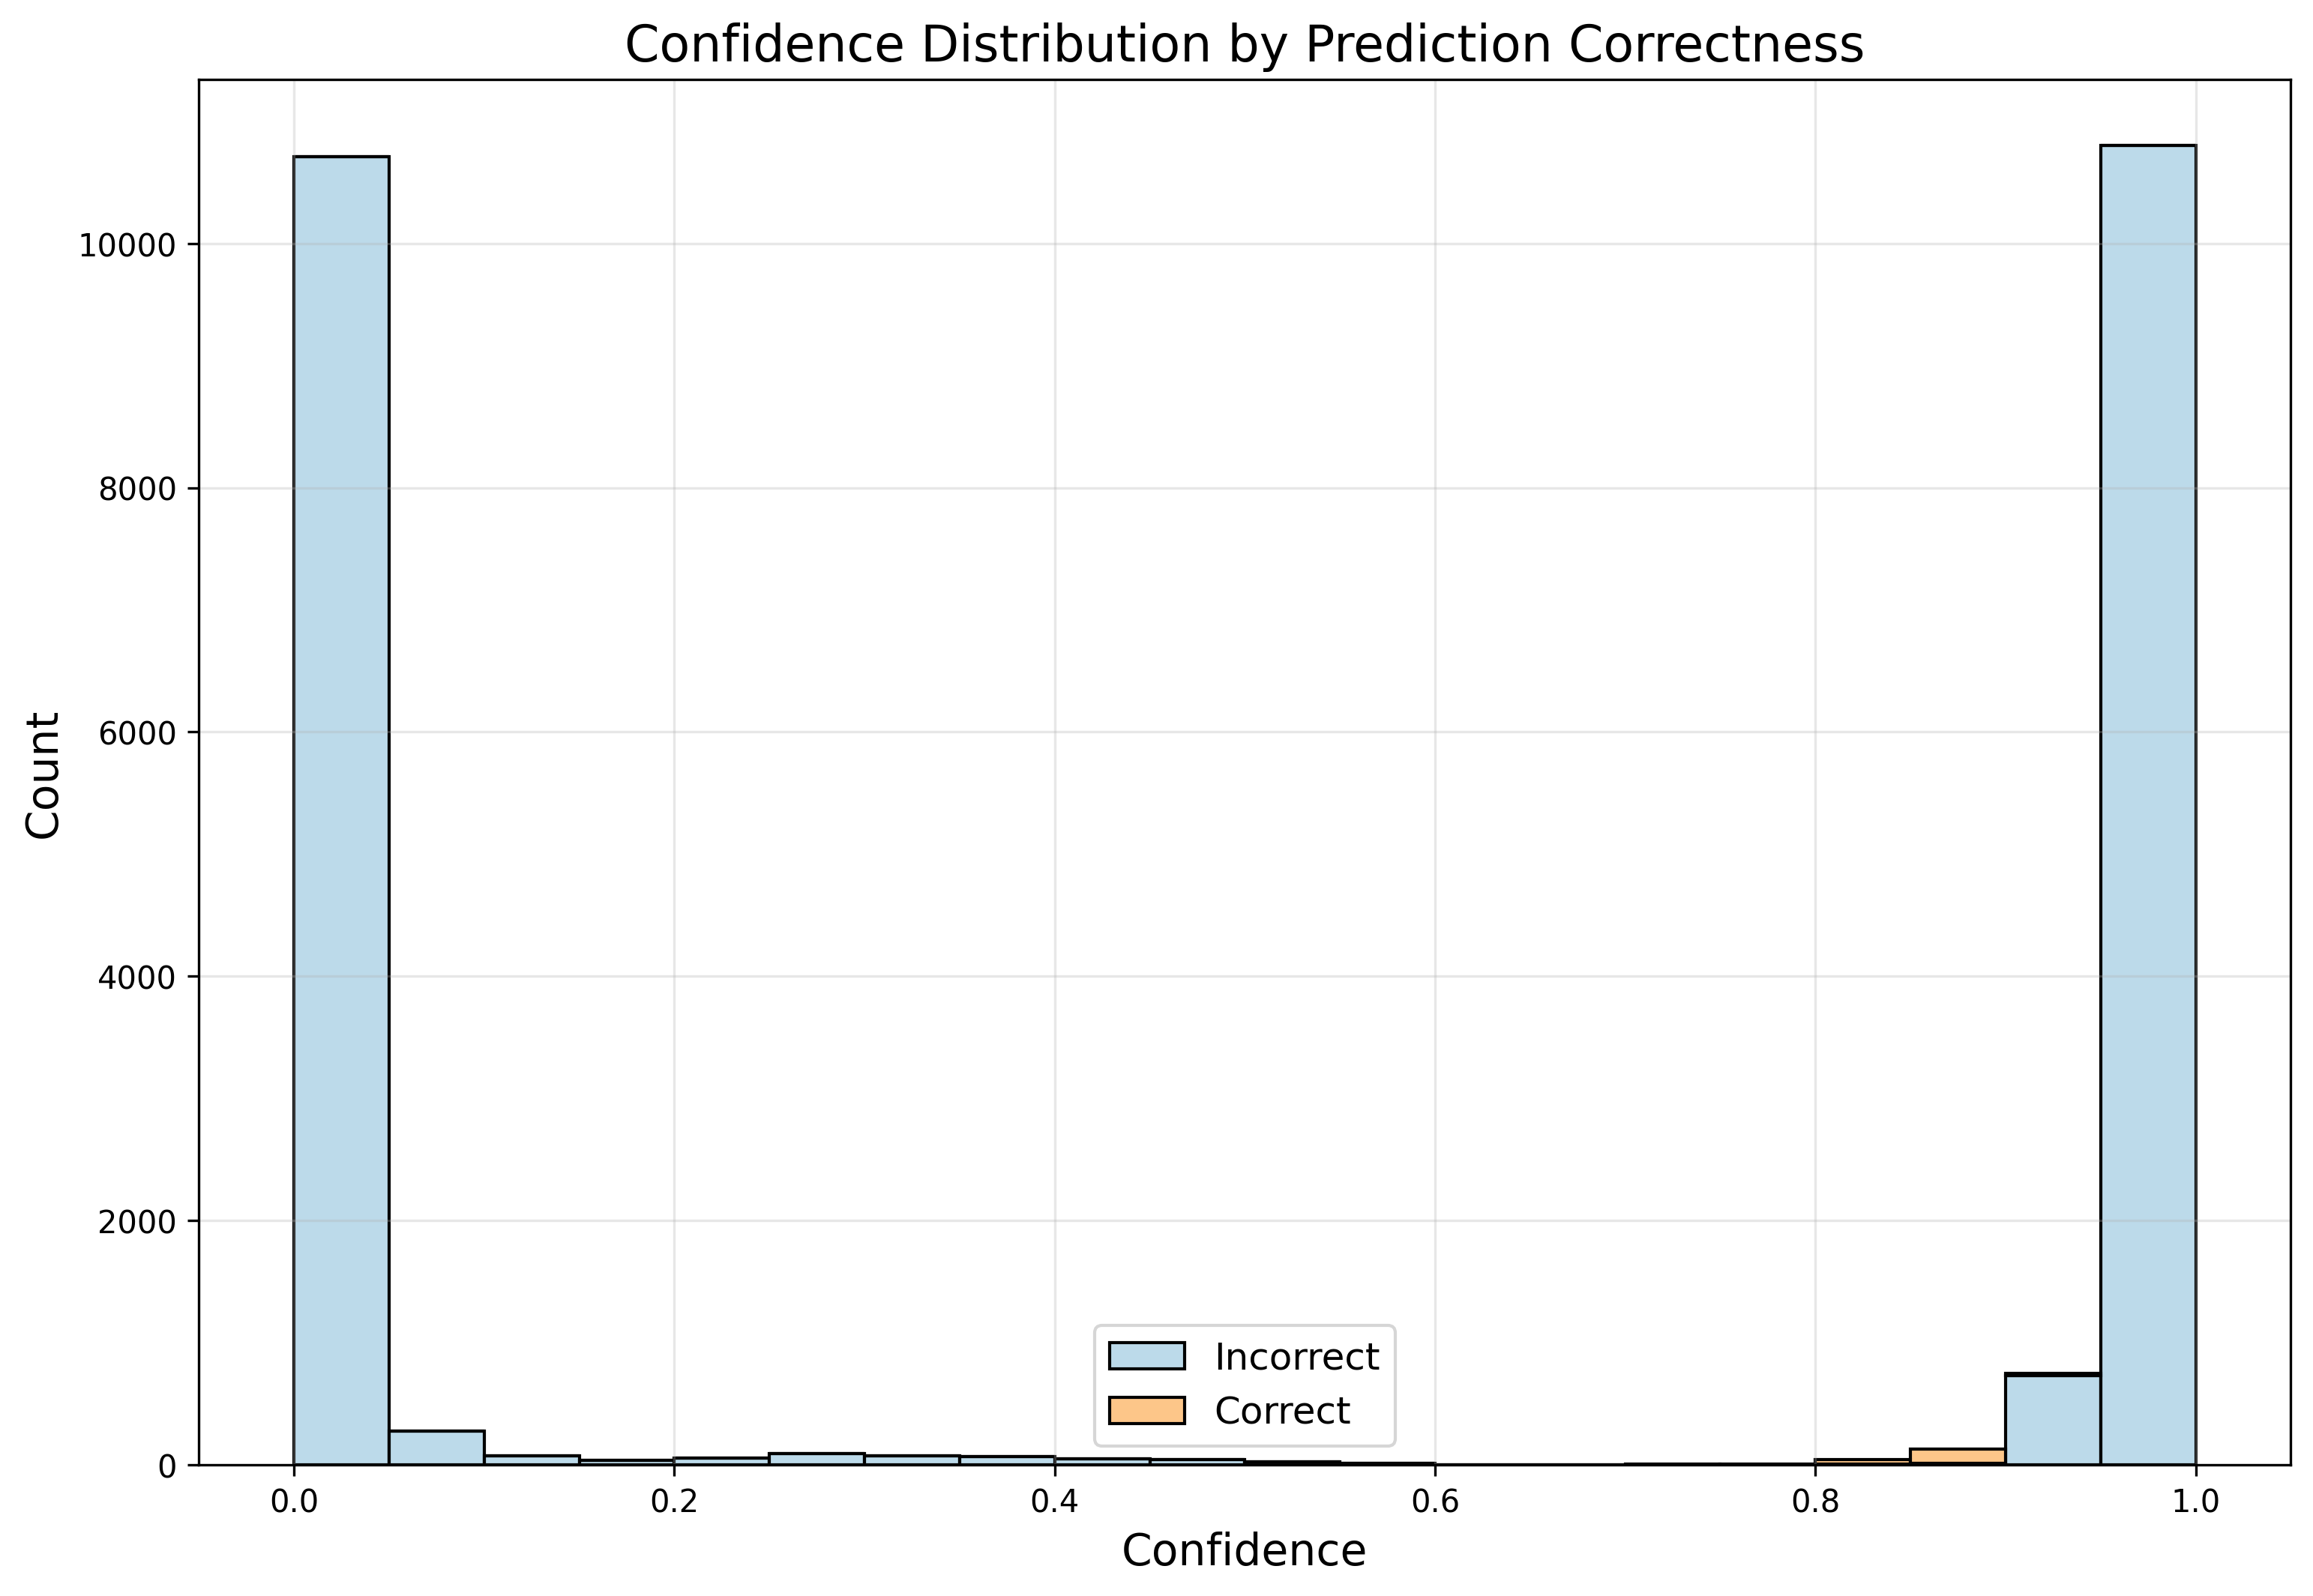 Confidence Distribution by Prediction Correctness
Count
10000
8000
6000
4000
2000
0
Incorrect
Correct
0.0 0.2 0.4 0.6 0.8 1.0
Confidence